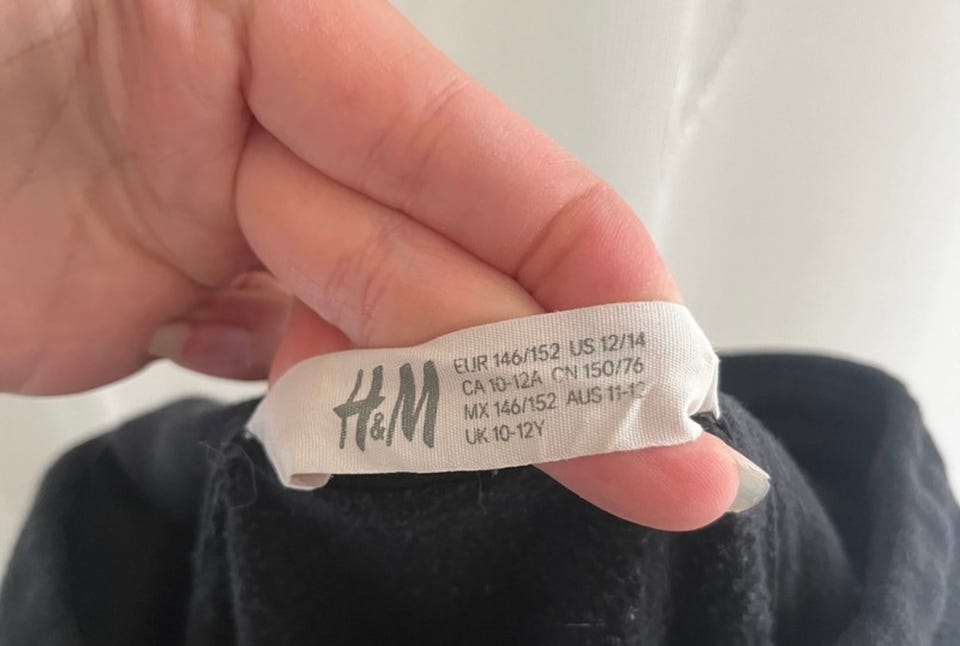 H&M
EUR 146/152 US 12/14
CA 10-12A CN 150/76
MX 146/152 AUS
UK 10-12Y